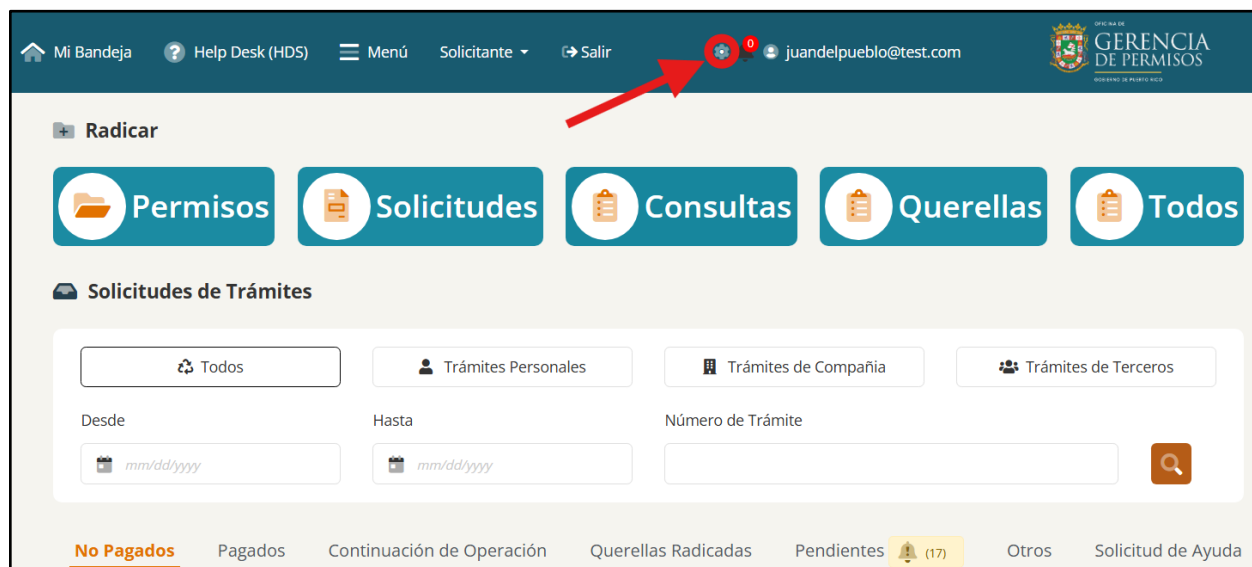 Mi Bandeja ? Help Desk (HDS) Menú Solicitante Salir 0 juandelpueblo@test.com
OFICINA DE
GERENCIA
DE PERMISOS
GOBIERNO DE PUERTO RICO
Radicar
Permisos Solicitudes Consultas Querellas Todos
Solicitudes de Trámites
Todos Trámites Personales Trámites de Compañia Trámites de Terceros
Desde Hasta Número de Trámite
mm/dd/yyyy mm/dd/yyyy
No Pagados Pagados Continuación de Operación Querellas Radicadas Pendientes (17) Otros Solicitud de Ayuda